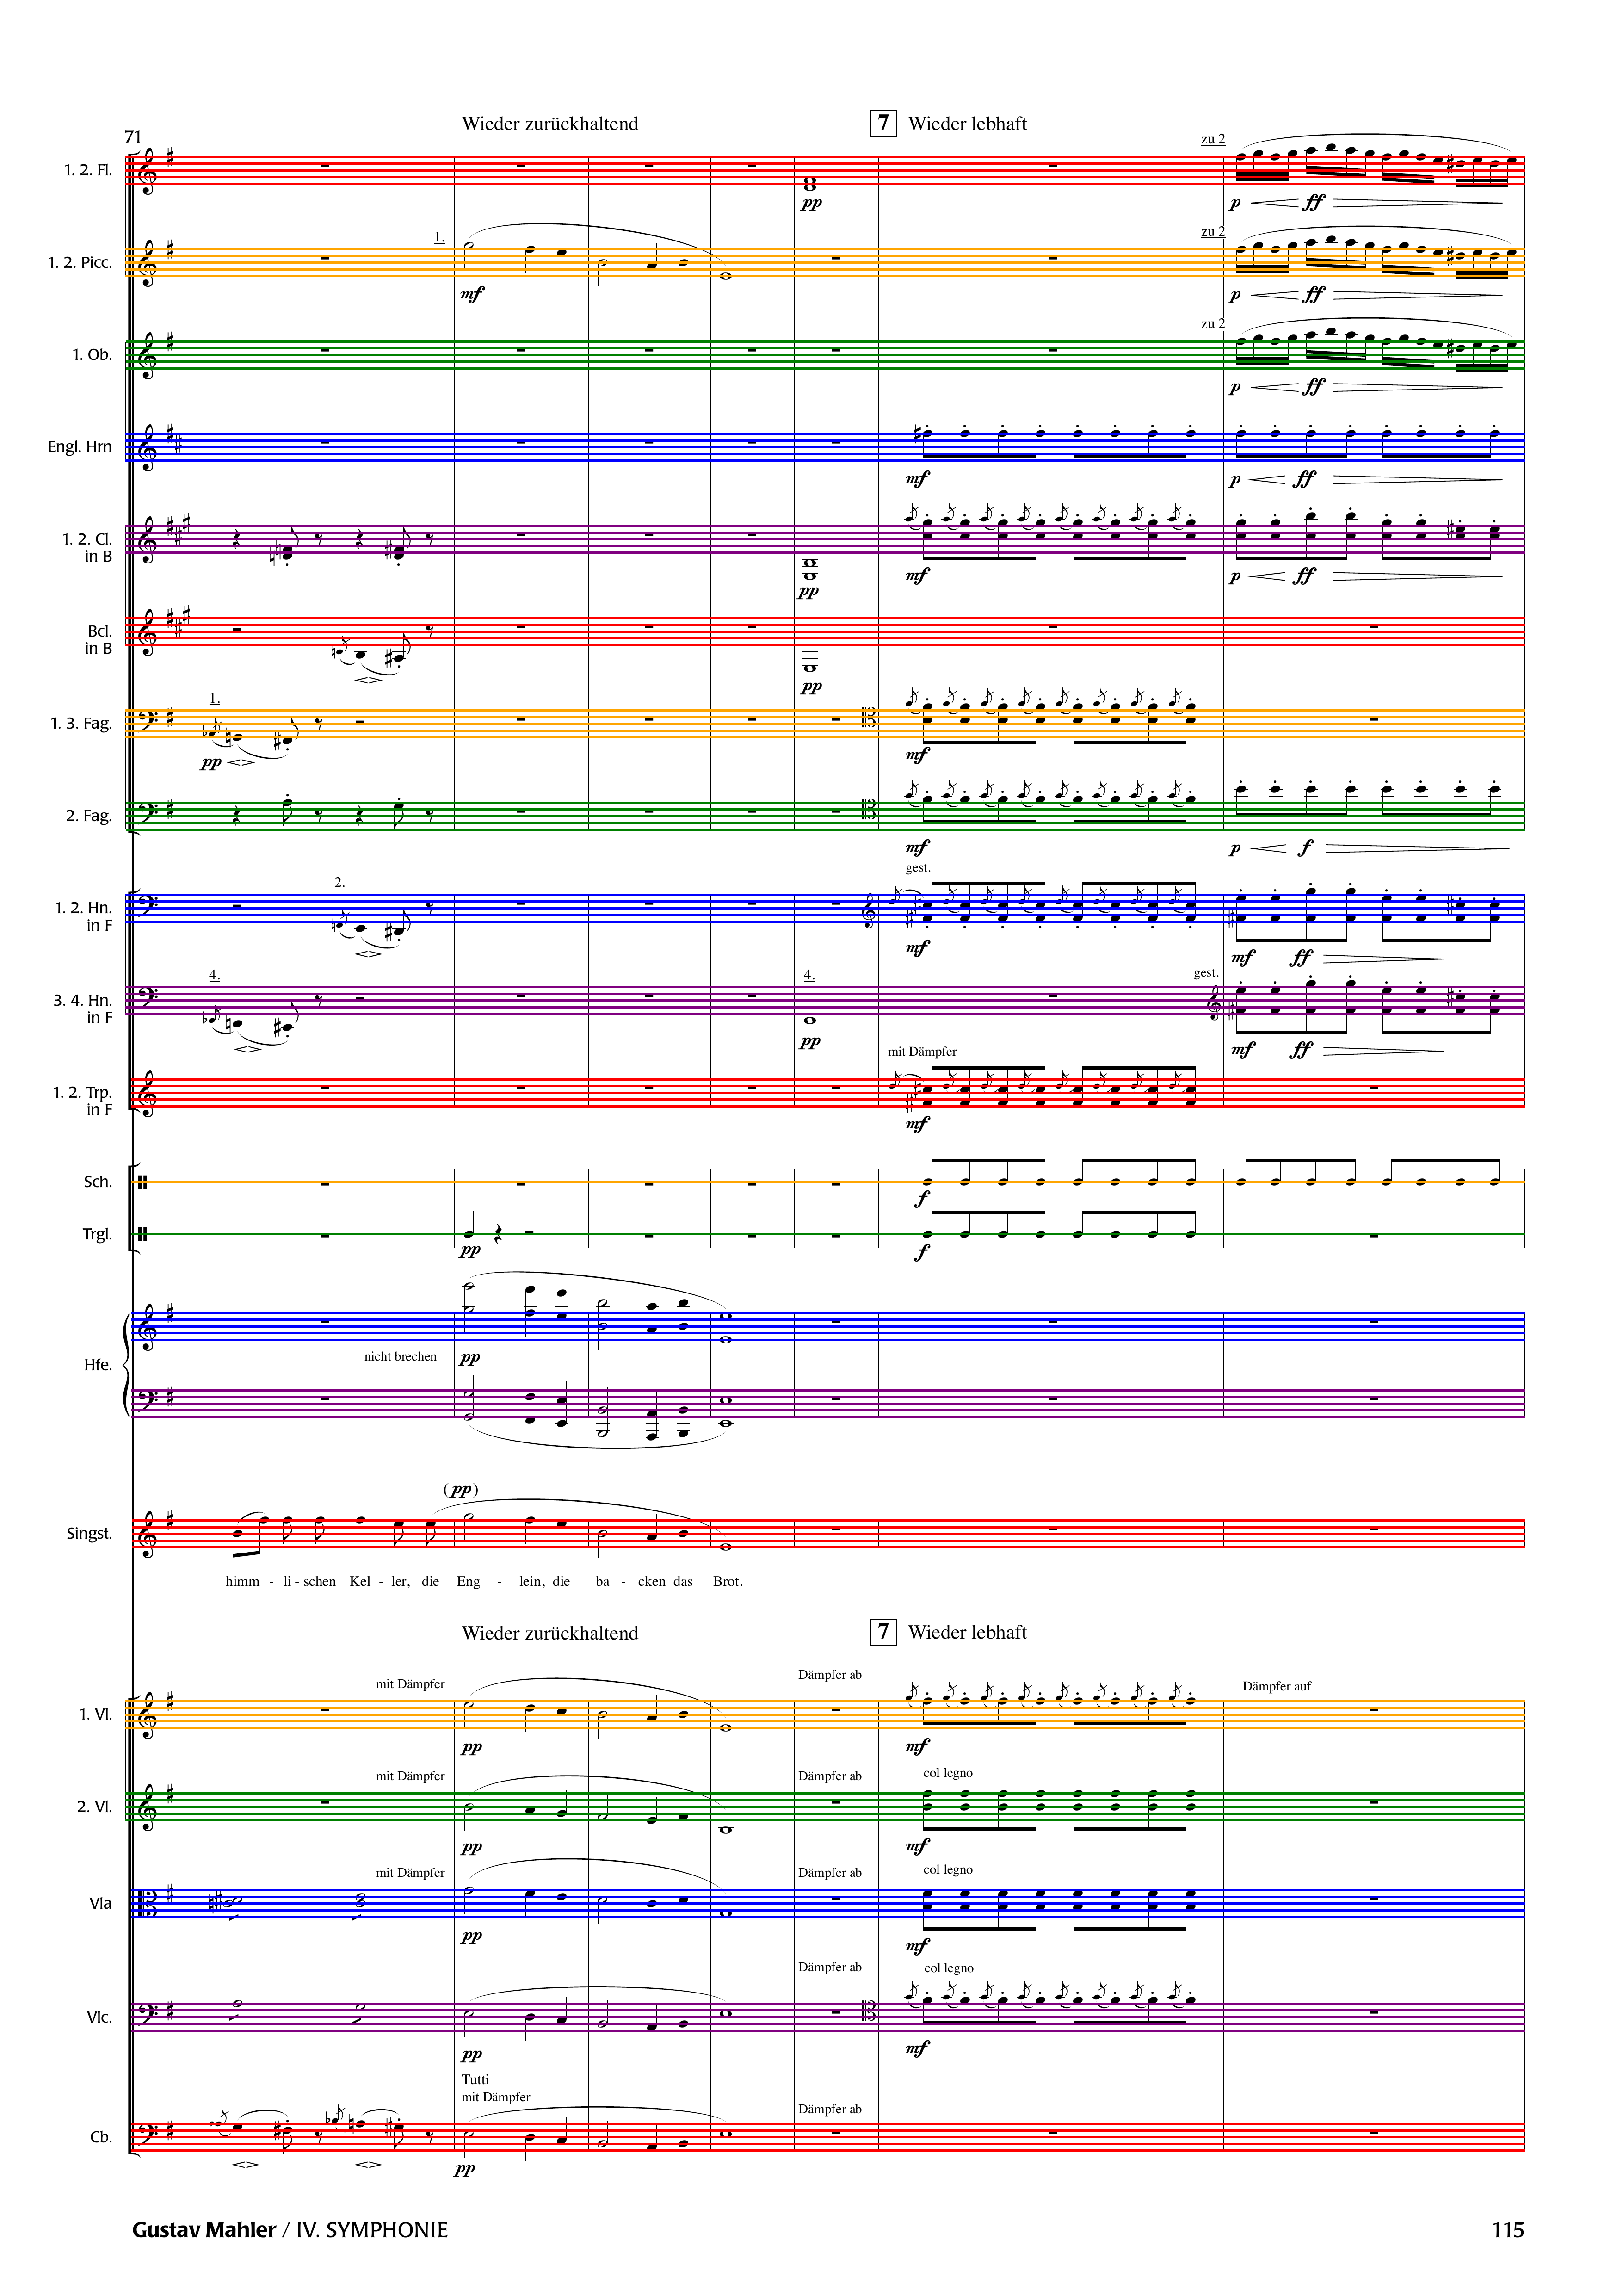 Wieder zurückhaltend
7 Wieder lebhaft
71
1. 2. Fl.
zu 2
pp
p ff
1. 2. Picc.
1.
zu 2
mf
p ff
1. Ob.
zu 2
p ff
Engl. Hrn
mf
p ff
1. 2. Cl.
in B
pp
mf
p ff
Bcl.
in B
pp
1. 3. Fag.
1.
pp
mf
2. Fag.
mf
p f
gest.
1. 2. Hn.
in F
2.
mf
mf ff
3. 4. Hn.
in F
4.
4.
gest.
pp
mf ff
mit Dämpfer
1. 2. Trp.
in F
mf
Sch.
f
Trgl.
pp
f
Hfe.
nicht brechen
pp
(pp)
Singst.
himm - li - schen Kel - ler, die Eng - lein, die ba - cken das Brot.
Wieder zurückhaltend
7 Wieder lebhaft
1. Vl.
mit Dämpfer
Dämpfer ab
Dämpfer auf
pp
mf
2. Vl.
mit Dämpfer
Dämpfer ab
col legno
pp
mf
Vla
mit Dämpfer
Dämpfer ab
col legno
pp
mf
Vlc.
Dämpfer ab
col legno
pp
mf
Tutti
mit Dämpfer
Cb.
Dämpfer ab
pp
Gustav Mahler / IV. SYMPHONIE
115